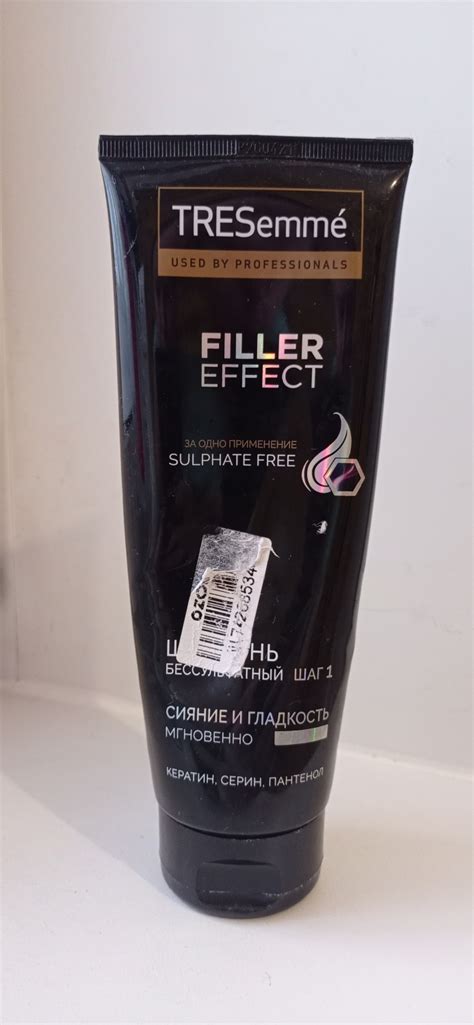 TRESemmé
USED BY PROFESSIONALS
FILLER
EFFECT
ЗА ОДНО ПРИМЕНЕНИЕ
SULPHATE FREE
БЕССУЛЬФАТНЫЙ ШАГ 1
СИЯНИЕ И ГЛАДКОСТЬ
МГНОВЕННО
КЕРАТИН, СЕРИН, ПАНТЕНОЛ